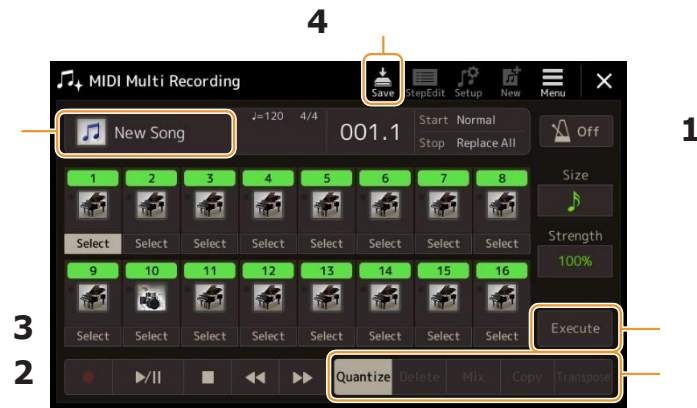 4
MIDI Multi Recording
Save StepEdit Setup New Menu
New Song ♩=120 4/4 001.1 Start Normal
Stop Replace All
Off
1
1 2 3 4 5 6 7 8
Size
Select Select Select Select Select Select Select Select
Strength
100%
9 10 11 12 13 14 15 16
3 Select Select Select Select Select Select Select Select Execute
2 Quantize Delete Mix Copy Transpose